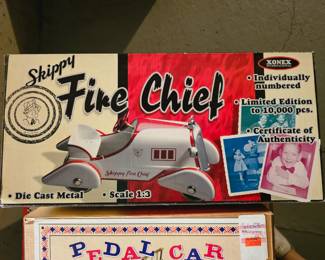 XONEX
Skippy
Fire Chief
• Individually
numbered
• Limited Edition
to 10,000 pcs.
• Certificate of
Authenticity
Skippy Fire Chief
• Die Cast Metal • Scale 1:3
PEDAL CAR